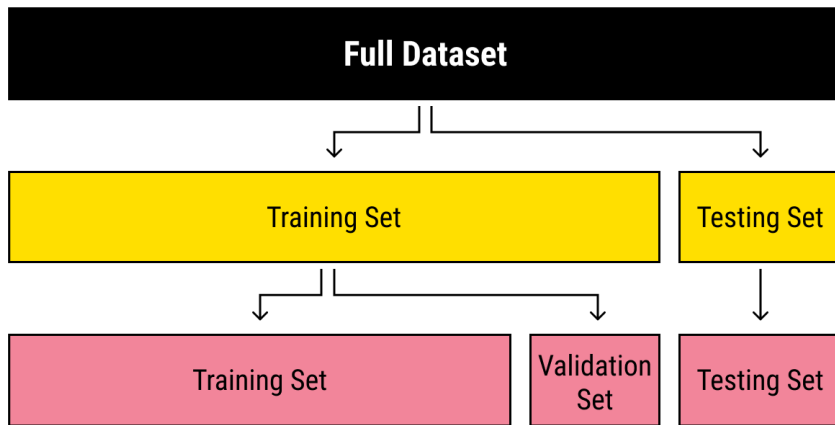 Full Dataset
Training Set
Testing Set
Training Set
Validation
Set
Testing Set